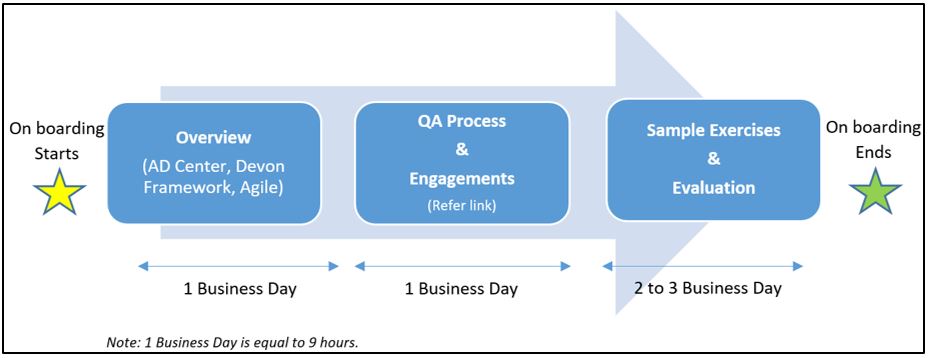 On boarding
Starts
Overview
(AD Center, Devon
Framework, Agile)
QA Process
&
Engagements
(Refer link)
Sample Exercises
&
Evaluation
On boarding
Ends
1 Business Day
1 Business Day
2 to 3 Business Day
Note: 1 Business Day is equal to 9 hours.